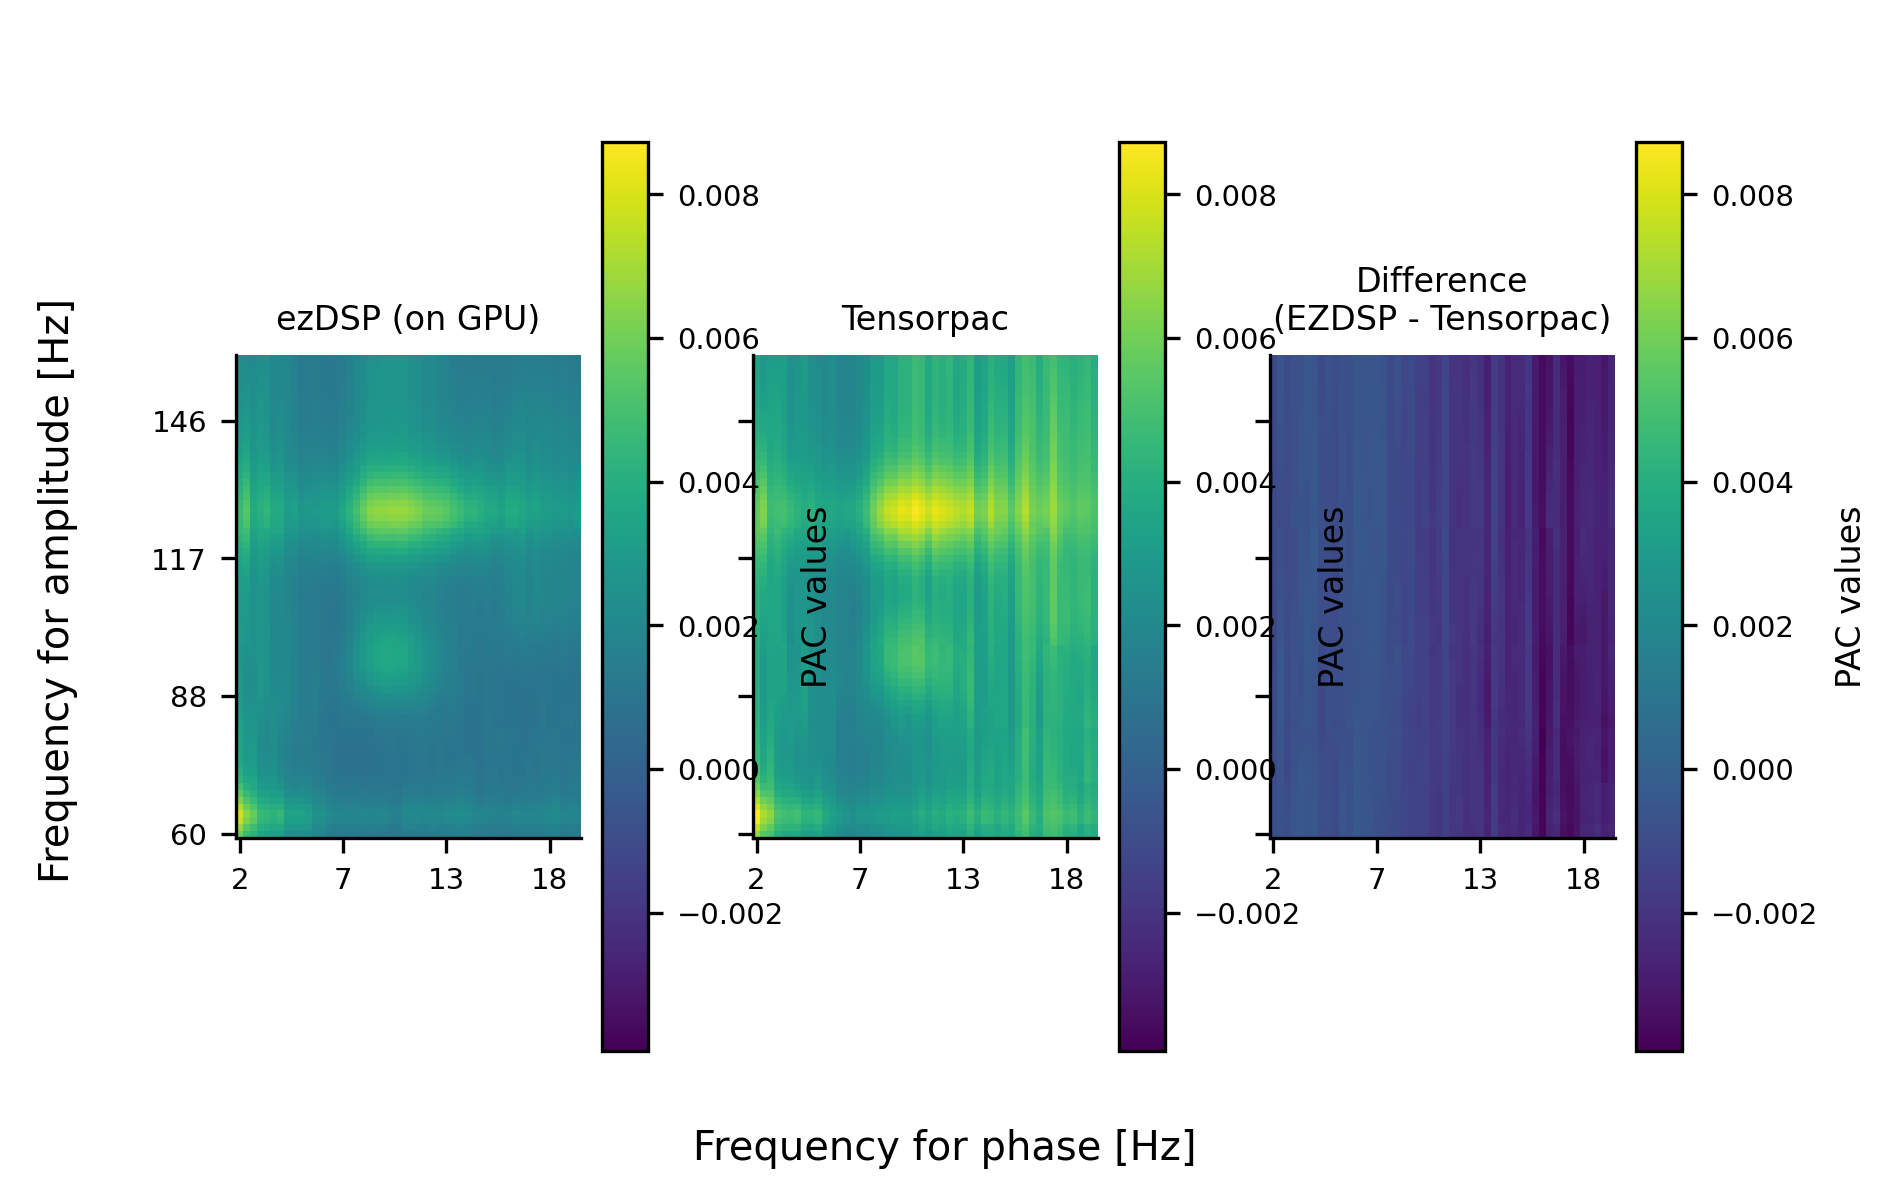 Frequency for amplitude [Hz]
ezDSP (on GPU)
146
117
88
60
2 7 13 18
0.008
0.006
0.004
0.002
0.000
−0.002
PAC values
Tensorpac
2 7 13 18
0.008
0.006
0.004
0.002
0.000
−0.002
PAC values
Difference
(EZDSP - Tensorpac)
2 7 13 18
0.008
0.006
0.004
0.002
0.000
−0.002
PAC values
Frequency for phase [Hz]